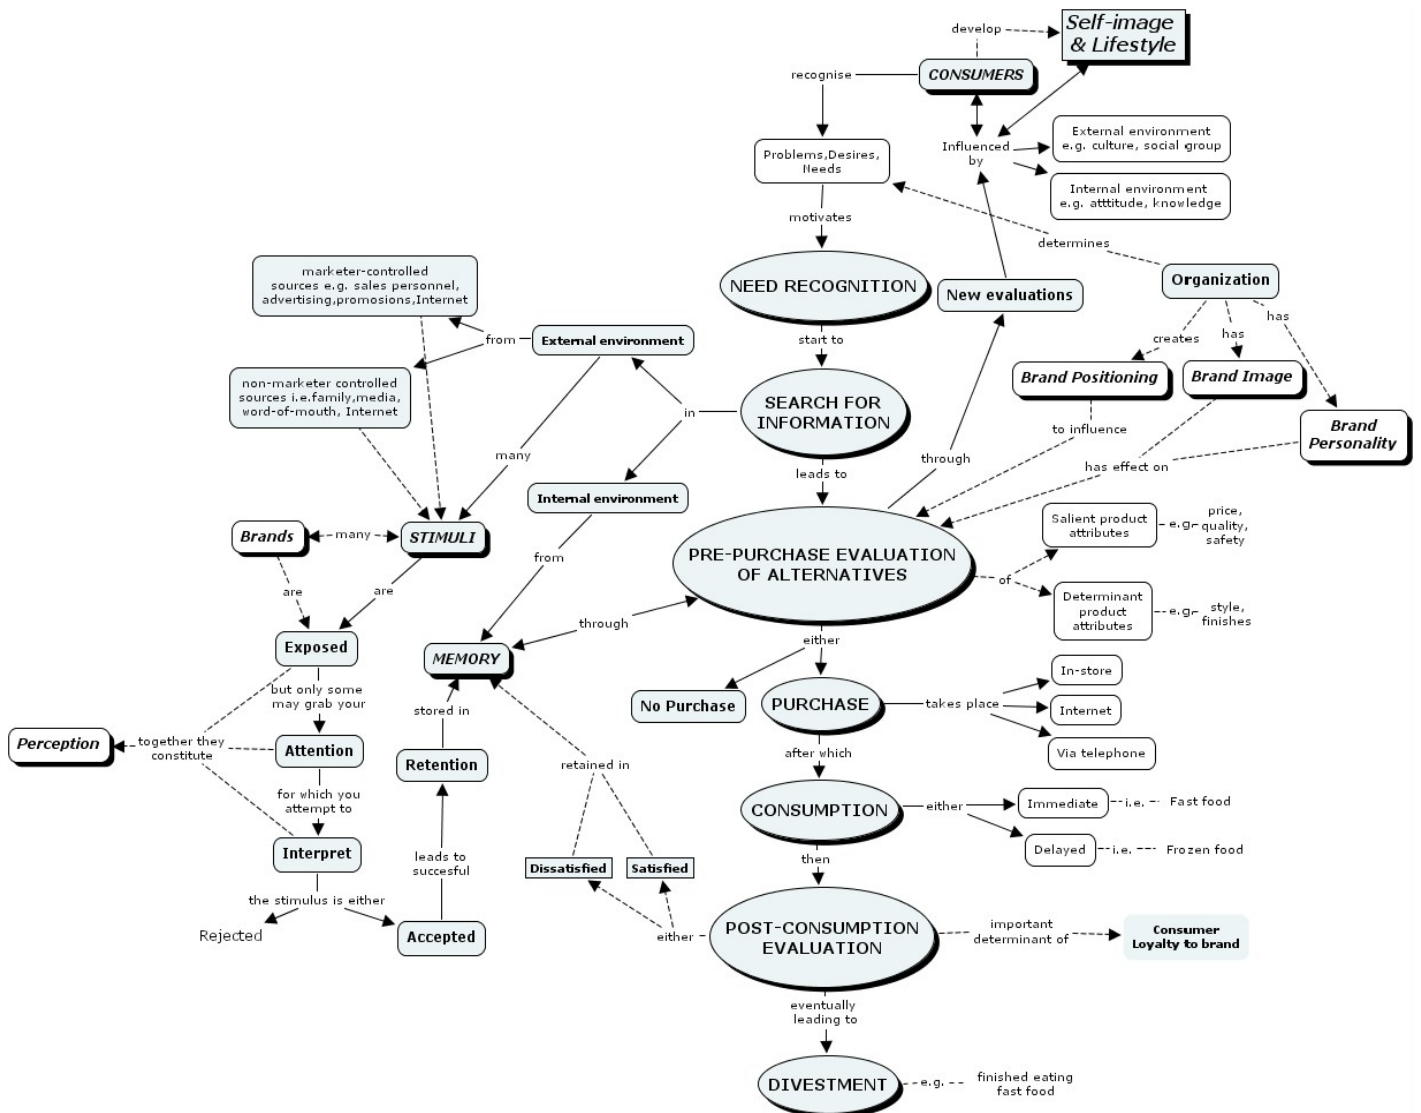 develop
Self-image
& Lifestyle
recognise
CONSUMERS
Problems,Desires,
Needs
Influenced
by
External environment
e.g. culture, social group
Internal environment
e.g. atttitude, knowledge
motivates
determines
marketer-controlled
sources e.g. sales personnel,
advertising,promosions,Internet
NEED RECOGNITION
New evaluations
Organization
from
External environment
start to
creates
has
has
non-marketer controlled
sources i.e.family,media,
word-of-mouth, Internet
in
SEARCH FOR
INFORMATION
Brand Positioning
Brand Image
Brand
Personality
many
to influence
through
has effect on
leads to
Internal environment
Brands
many
STIMULI
from
PRE-PURCHASE EVALUATION
OF ALTERNATIVES
Salient product
attributes
e.g.
price,
quality,
safety
of
Determinant
product
attributes
e.g.
style,
finishes
are
are
through
either
Exposed
MEMORY
but only some
may grab your
stored in
No Purchase
PURCHASE
takes place
In-store
Internet
Via telephone
Perception
together they
constitute
Attention
Retention
retained in
after which
for which you
attempt to
CONSUMPTION
either
Immediate
i.e.
Fast food
Delayed
i.e.
Frozen food
Interpret
leads to
succesful
Dissatisfied
Satisfied
then
the stimulus is either
Rejected
Accepted
either
POST-CONSUMPTION
EVALUATION
important
determinant of
Consumer
Loyalty to brand
eventually
leading to
DIVESTMENT
e.g.
finished eating
fast food